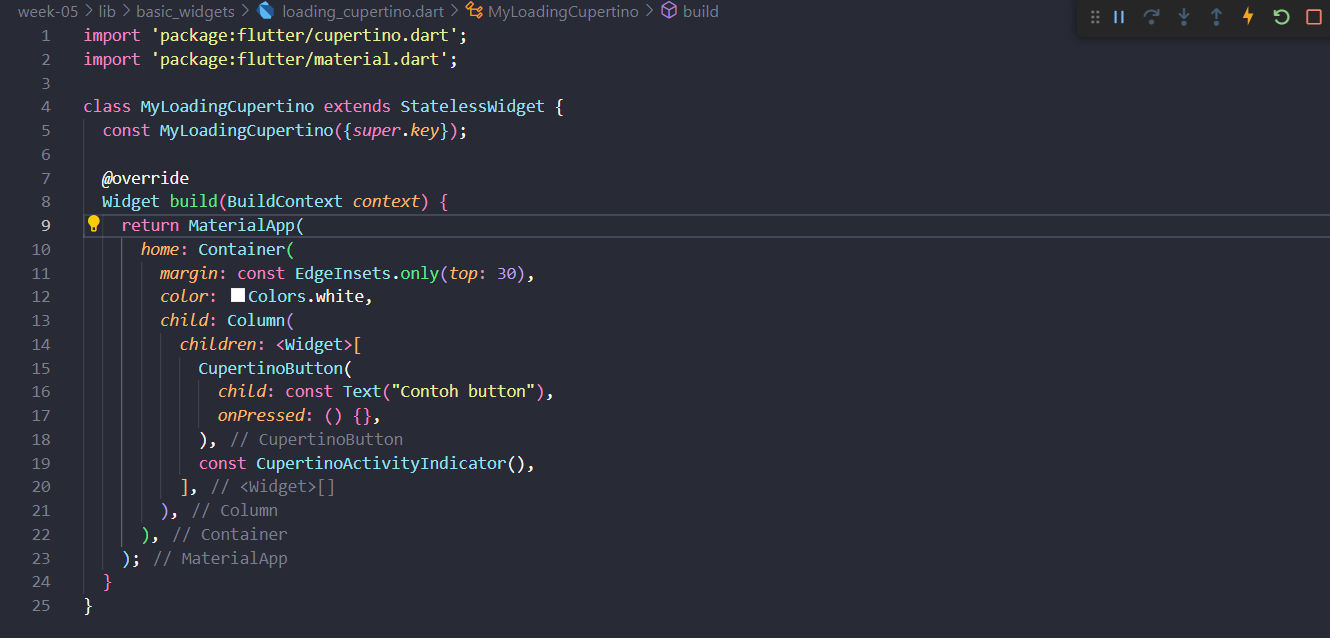 week-05 > lib > basic_widgets > loading_cupertino.dart > MyLoadingCupertino > build
1 import 'package:flutter/cupertino.dart';
2 import 'package:flutter/material.dart';
3
4 class MyLoadingCupertino extends StatelessWidget {
5   const MyLoadingCupertino({super.key});
6
7   @override
8   Widget build(BuildContext context) {
9     return MaterialApp(
10       home: Container(
11         margin: const EdgeInsets.only(top: 30),
12         color: Colors.white,
13         child: Column(
14           children: <Widget>[
15             CupertinoButton(
16               child: const Text("Contoh button"),
17               onPressed: () {},
18             ), // CupertinoButton
19             const CupertinoActivityIndicator(),
20           ], // <Widget>[]
21         ), // Column
22       ), // Container
23     ); // MaterialApp
24   }
25 }